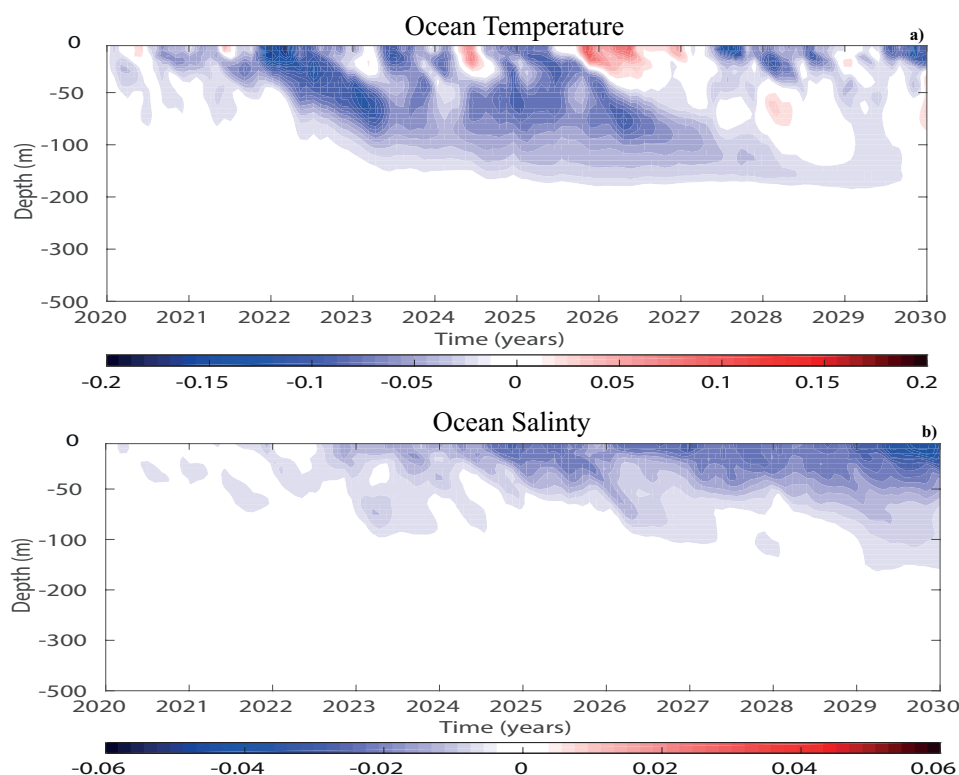 Ocean Temperature
a)
0
-50
-100
-200
-300
-500
Depth (m)
2020 2021 2022 2023 2024 2025 2026 2027 2028 2029 2030
Time (years)
-0.2 -0.15 -0.1 -0.05 0 0.05 0.1 0.15 0.2
Ocean Salinty
b)
0
-50
-100
-200
-300
-500
Depth (m)
2020 2021 2022 2023 2024 2025 2026 2027 2028 2029 2030
Time (years)
-0.06 -0.04 -0.02 0 0.02 0.04 0.06